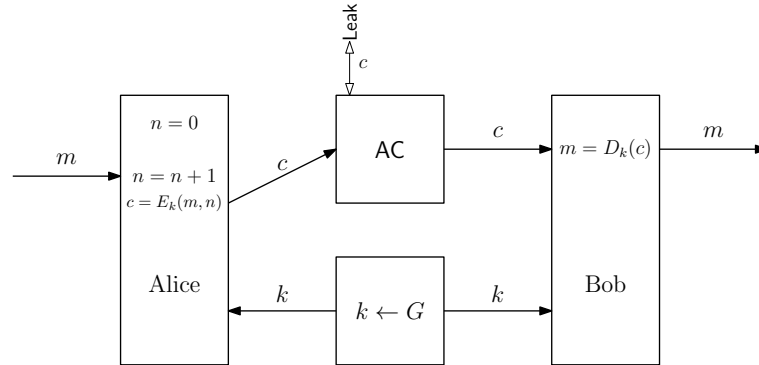 Leak
c
n = 0
m
n = n + 1
c = E_k(m, n)
c
AC
c
m = D_k(c)
m
Alice
k
k ← G
k
Bob